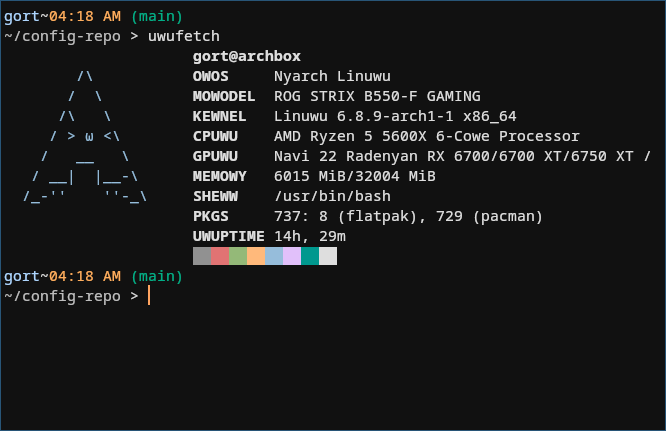 gort~04:18 AM (main)
~/config-repo > uwufetch
gort@archbox
/\ OWOS Nyarch Linuwu
/ \ MOWODEL ROG STRIX B550-F GAMING
/\ \ KEWNEL Linuwu 6.8.9-arch1-1 x86_64
/ > ω <\ CPUWU AMD Ryzen 5 5600X 6-Cowe Processor
/ __ \ GPUWU Navi 22 Radenyan RX 6700/6700 XT/6750 XT /
/ __| |__-\ MEMOWY 6015 MiB/32004 MiB
/_-'' ''-_\ SHEWW /usr/bin/bash
PKGS 737: 8 (flatpak), 729 (pacman)
UWUPTIME 14h, 29m
gort~04:18 AM (main)
~/config-repo >